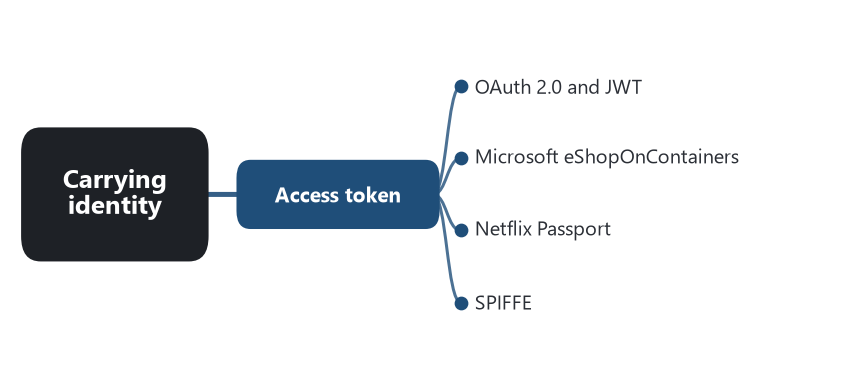 Carrying
identity
Access token
OAuth 2.0 and JWT
Microsoft eShopOnContainers
Netflix Passport
SPIFFE